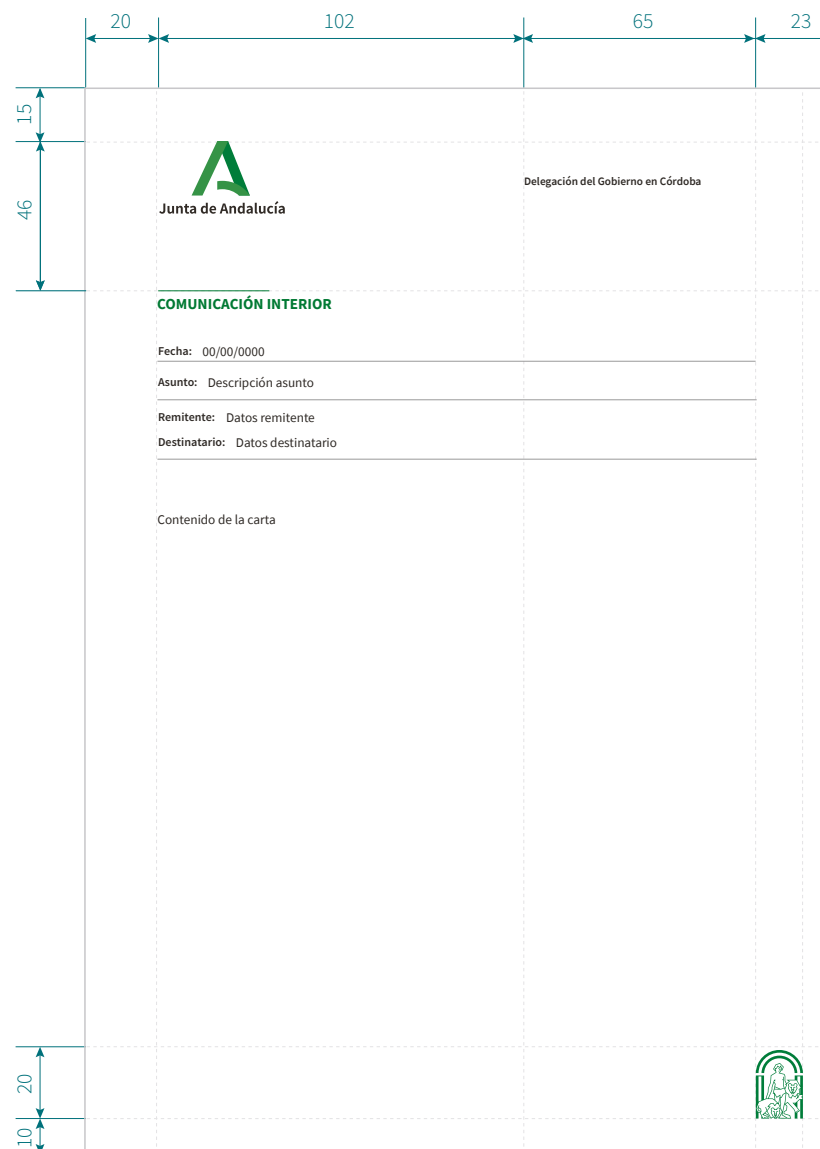 20 102 65 23
15
46
Delegación del Gobierno en Córdoba
Junta de Andalucía
COMUNICACIÓN INTERIOR
Fecha: 00/00/0000
Asunto: Descripción asunto
Remitente: Datos remitente
Destinatario: Datos destinatario
Contenido de la carta
20
10